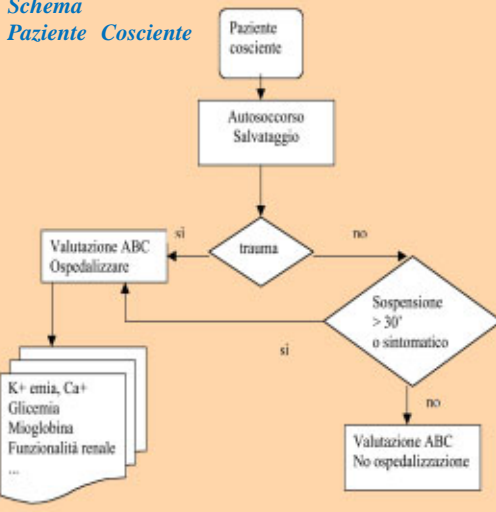 Schema
Paziente Cosciente
Paziente
cosciente
Autosoccorso
Salvataggio
si
trauma
no
Valutazione ABC
Ospedalizzare
Sospensione
> 30'
o sintomatico
si
no
K+ emia, Ca+
Glicemia
Mioglobina
Funzionalità renale
...
Valutazione ABC
No ospedalizzazione